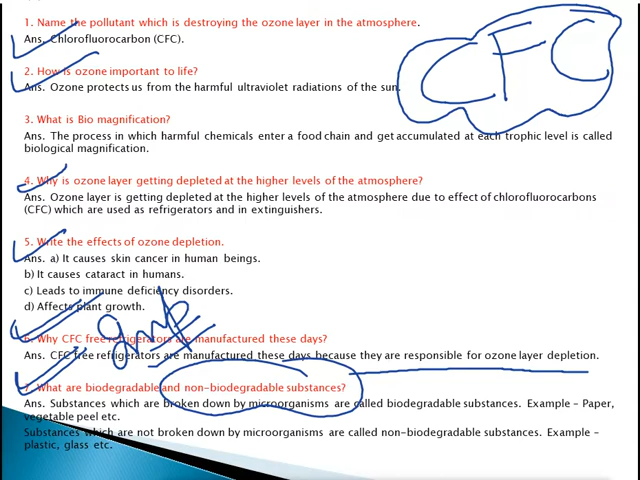 1. Name the pollutant which is destroying the ozone layer in the atmosphere.
Ans. Chlorofluorocarbon (CFC).
CFC
2. How is ozone important to life?
Ans. Ozone protects us from the harmful ultraviolet radiations of the sun.
3. What is Bio magnification?
Ans. The process in which harmful chemicals enter a food chain and get accumulated at each trophic level is called
biological magnification.
4. Why is ozone layer getting depleted at the higher levels of the atmosphere?
Ans. Ozone layer is getting depleted at the higher levels of the atmosphere due to effect of chlorofluorocarbons
(CFC) which are used as refrigerators and in extinguishers.
5. Write the effects of ozone depletion.
Ans. a) It causes skin cancer in human beings.
b) It causes cataract in humans.
c) Leads to immune deficiency disorders.
d) Affects plant growth.
6. Why CFC free refrigerators are manufactured these days?
Ans. CFC free refrigerators are manufactured these days because they are responsible for ozone layer depletion.
7. What are biodegradable and non-biodegradable substances?
Ans. Substances which are broken down by microorganisms are called biodegradable substances. Example – Paper,
vegetable peel etc.
Substances which are not broken down by microorganisms are called non-biodegradable substances. Example –
plastic, glass etc.